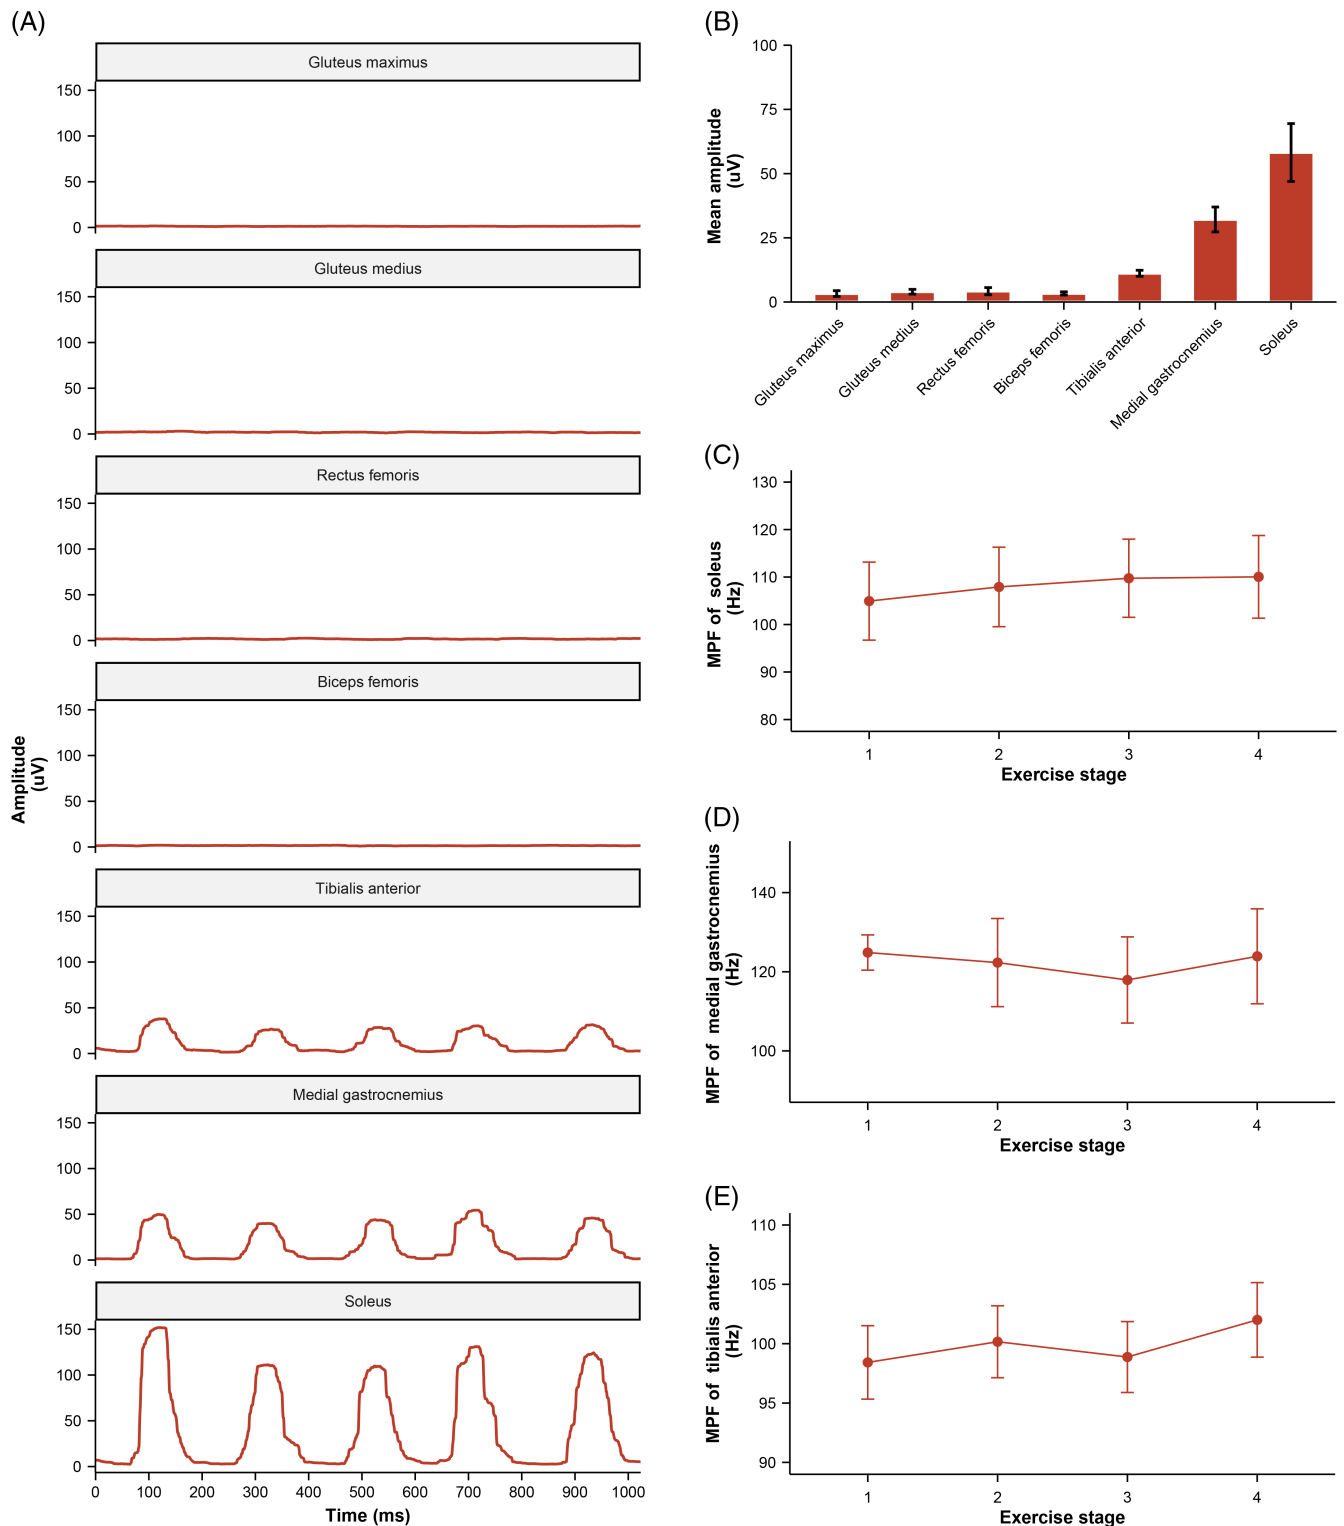 (A)
Gluteus maximus
150
100
50
0
Gluteus medius
150
100
50
0
Rectus femoris
150
100
50
0
Biceps femoris
150
100
50
0
Tibialis anterior
150
100
50
0
Medial gastrocnemius
150
100
50
0
Soleus
150
100
50
0
0 100 200 300 400 500 600 700 800 900 1000
Time (ms)
Amplitude
(uV)
(B)
100
75
50
25
0
Mean amplitude
(uV)
Gluteus maximus
Gluteus medius
Rectus femoris
Biceps femoris
Tibialis anterior
Medial gastrocnemius
Soleus
(C)
130
120
110
100
90
80
MPF of soleus
(Hz)
1 2 3 4
Exercise stage
(D)
140
120
100
MPF of medial gastrocnemius
(Hz)
1 2 3 4
Exercise stage
(E)
110
105
100
95
90
MPF of tibialis anterior
(Hz)
1 2 3 4
Exercise stage